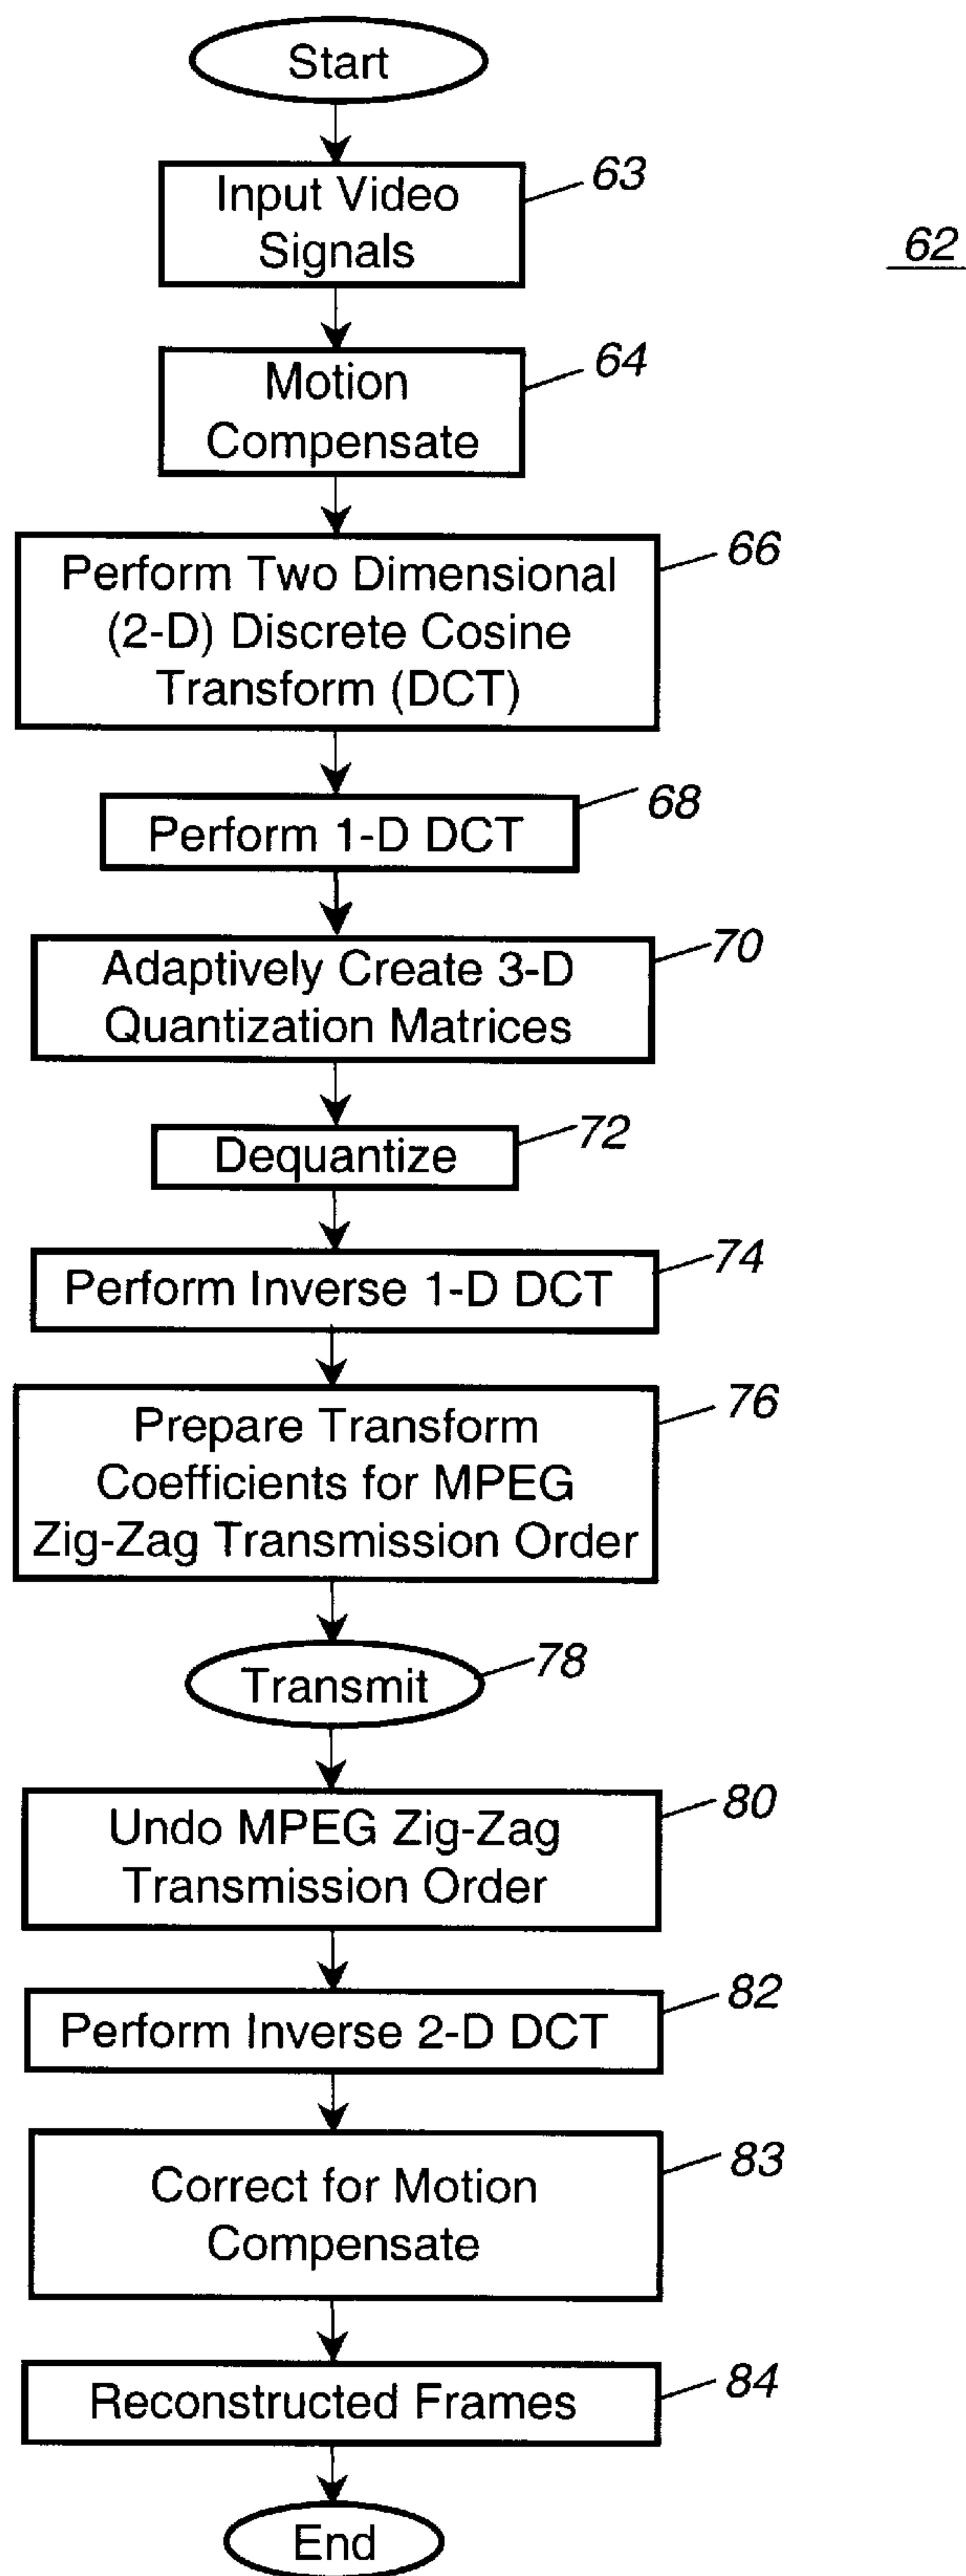 Start
Input Video
Signals
63
62
Motion
Compensate
64
Perform Two Dimensional
(2-D) Discrete Cosine
Transform (DCT)
66
Perform 1-D DCT
68
Adaptively Create 3-D
Quantization Matrices
70
Dequantize
72
Perform Inverse 1-D DCT
74
Prepare Transform
Coefficients for MPEG
Zig-Zag Transmission Order
76
Transmit
78
Undo MPEG Zig-Zag
Transmission Order
80
Perform Inverse 2-D DCT
82
Correct for Motion
Compensate
83
Reconstructed Frames
84
End